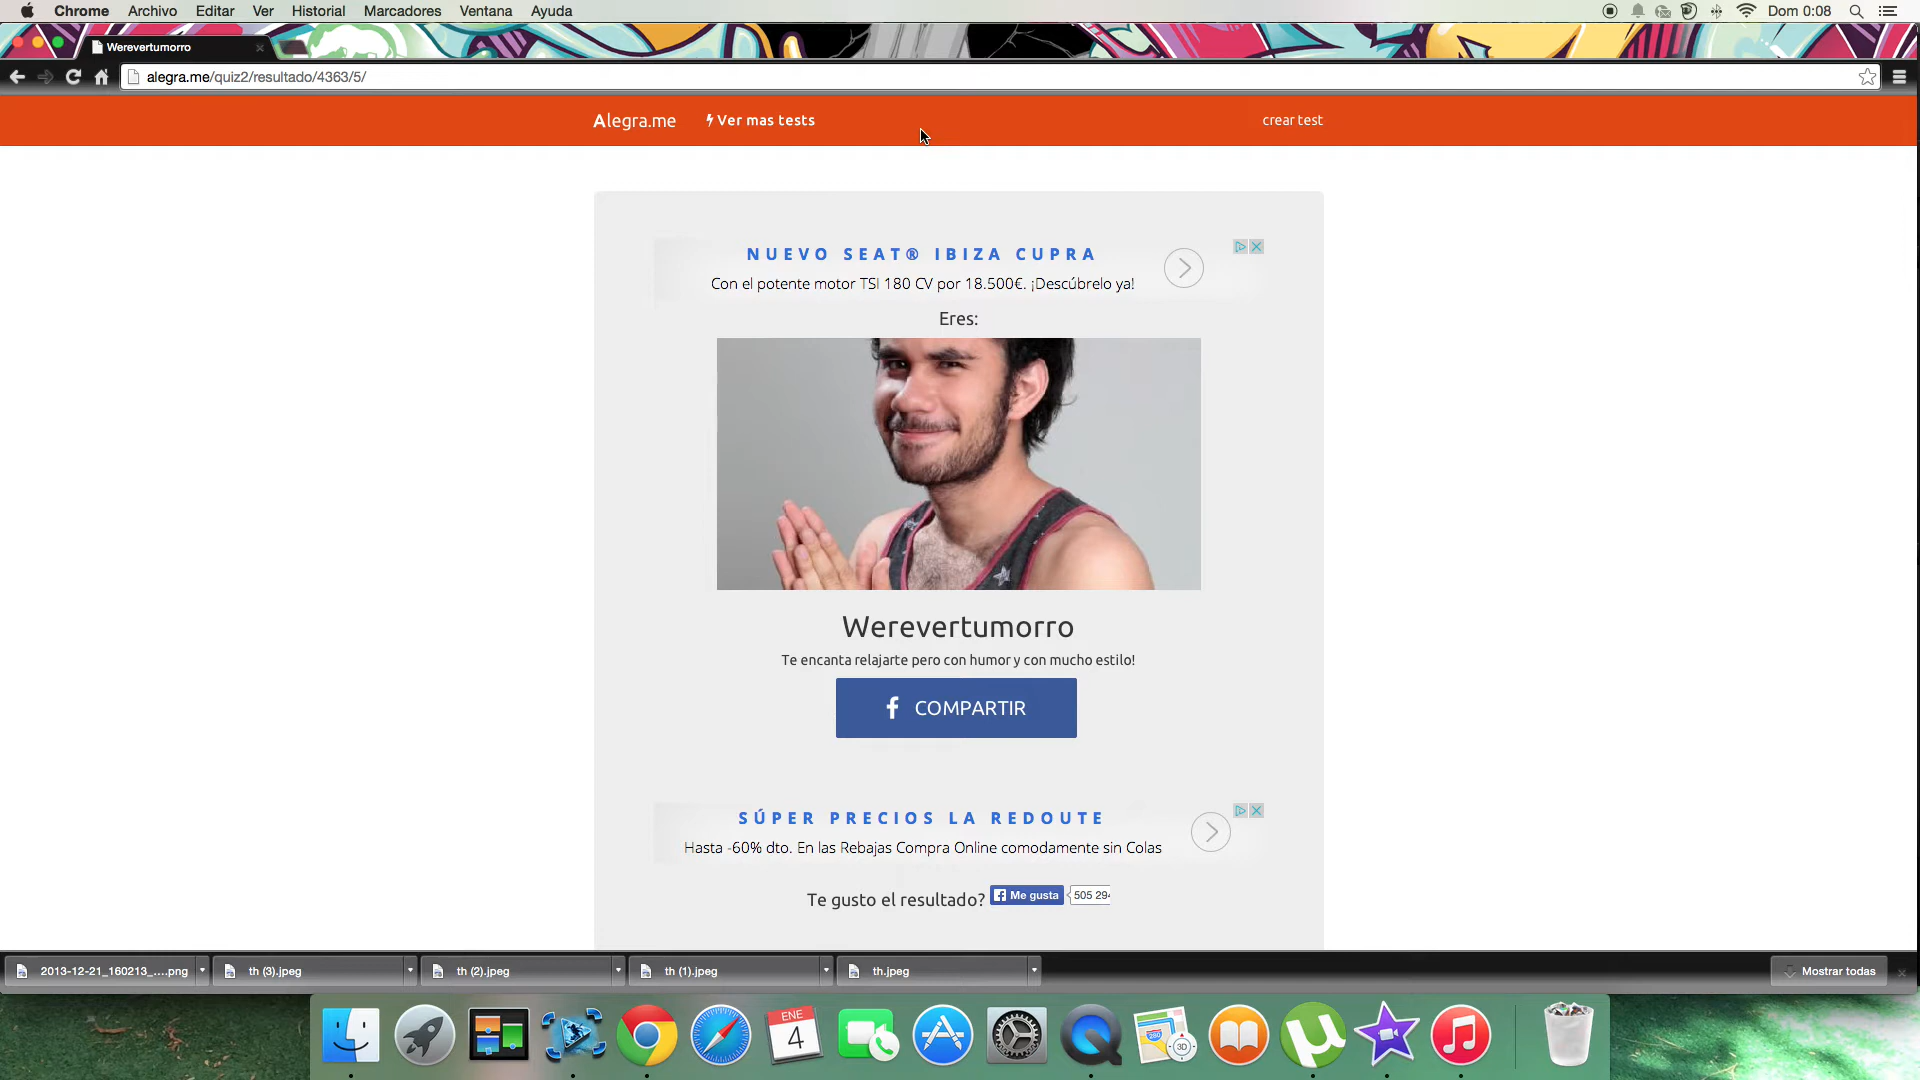 Chrome Archivo Editar Ver Historial Marcadores Ventana Ayuda Dom 0:08
Werevertumorro
alegra.me/quiz2/resultado/4363/5/
Alegra.me Ver mas tests crear test
NUEVO SEAT® IBIZA CUPRA
Con el potente motor TSI 180 CV por 18.500€. ¡Descúbrelo ya!
Eres:
Werevertumorro
Te encanta relajarte pero con humor y con mucho estilo!
COMPARTIR
SÚPER PRECIOS LA REDOUTE
Hasta -60% dto. En las Rebajas Compra Online comodamente sin Colas
Te gusto el resultado? Me gusta 505 294
2013-12-21_160213_....png th (3).jpeg th (2).jpeg th (1).jpeg th.jpeg Mostrar todas
ENE
4
3D